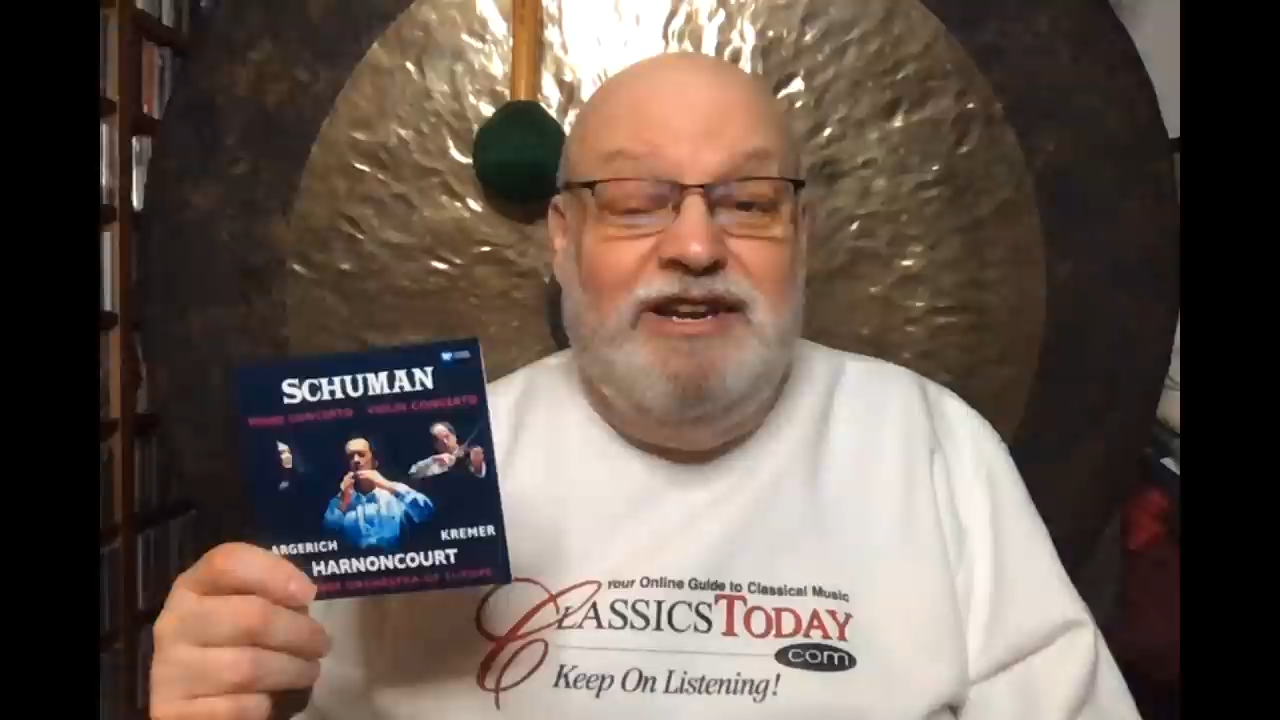 SCHUMAN
PIANO CONCERTO VIOLIN CONCERTO
ARGERICH
KREMER
HARNONCOURT
ORCHESTRA OF EUROPE
Your Online Guide to Classical Music
CLASSICSTODAY
com
Keep On Listening!